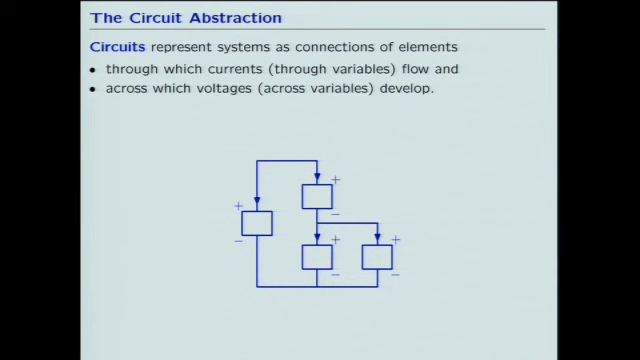 The Circuit Abstraction
Circuits represent systems as connections of elements
• through which currents (through variables) flow and
• across which voltages (across variables) develop.
+
−
+
−
+
−
+
−